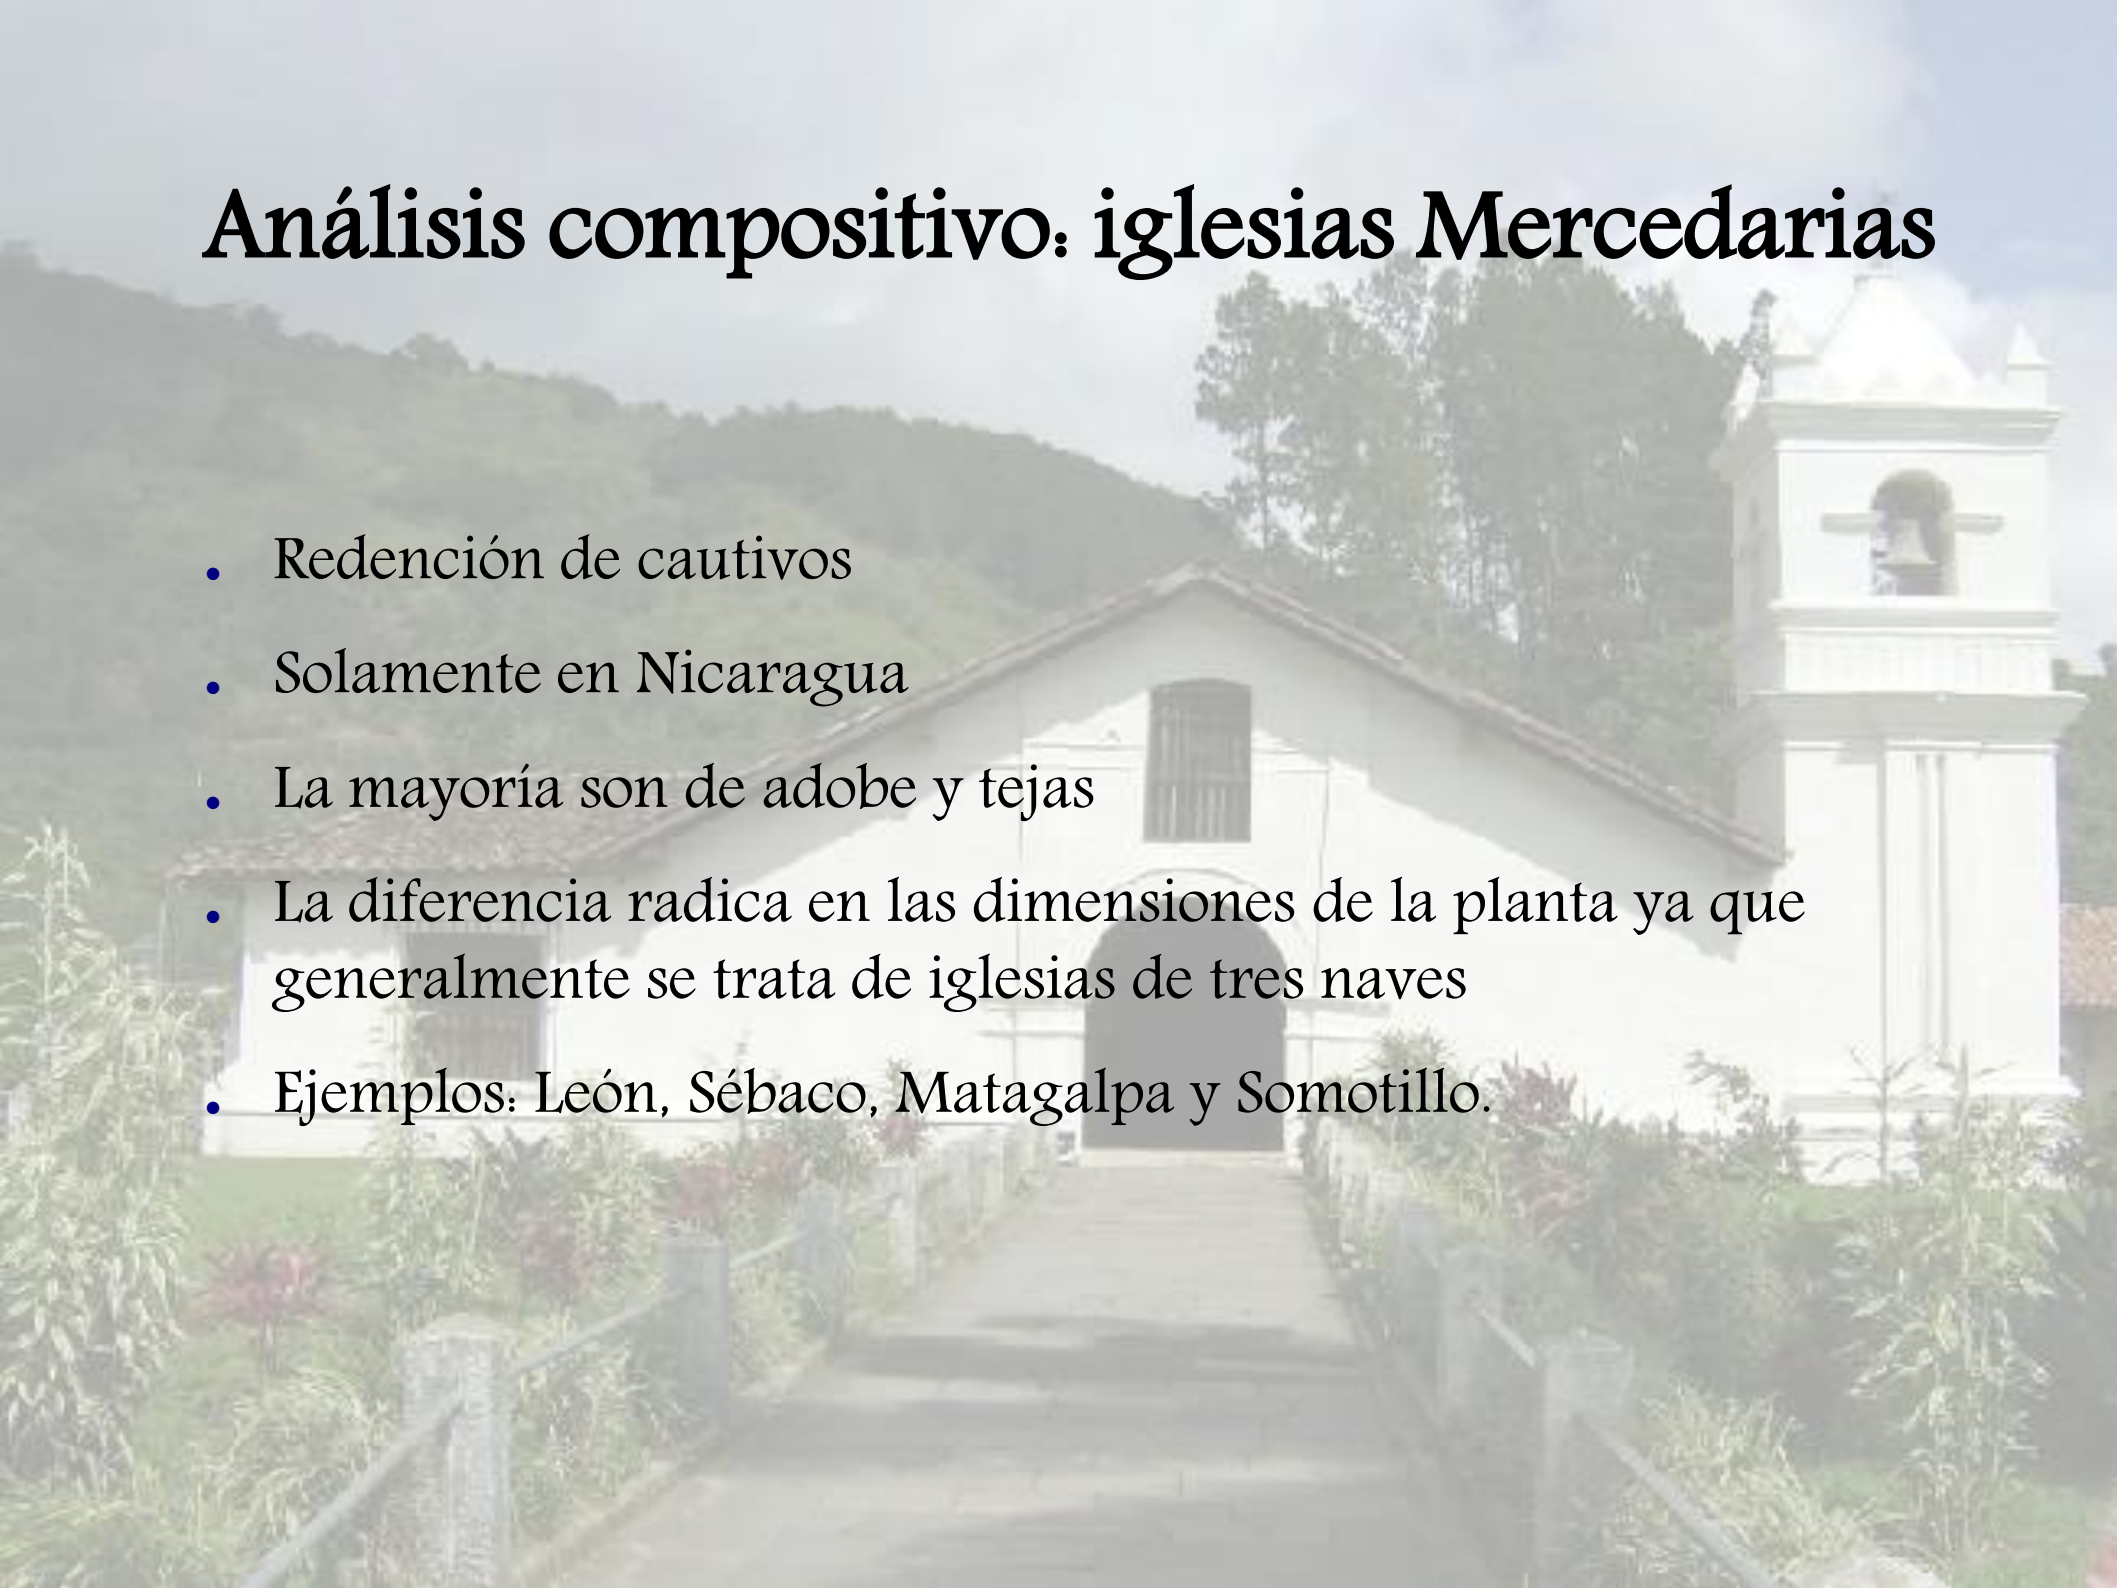 Análisis compositivo: iglesias Mercedarias
. Redención de cautivos
. Solamente en Nicaragua
. La mayoría son de adobe y tejas
. La diferencia radica en las dimensiones de la planta ya que
generalmente se trata de iglesias de tres naves
. Ejemplos: León, Sébaco, Matagalpa y Somotillo.